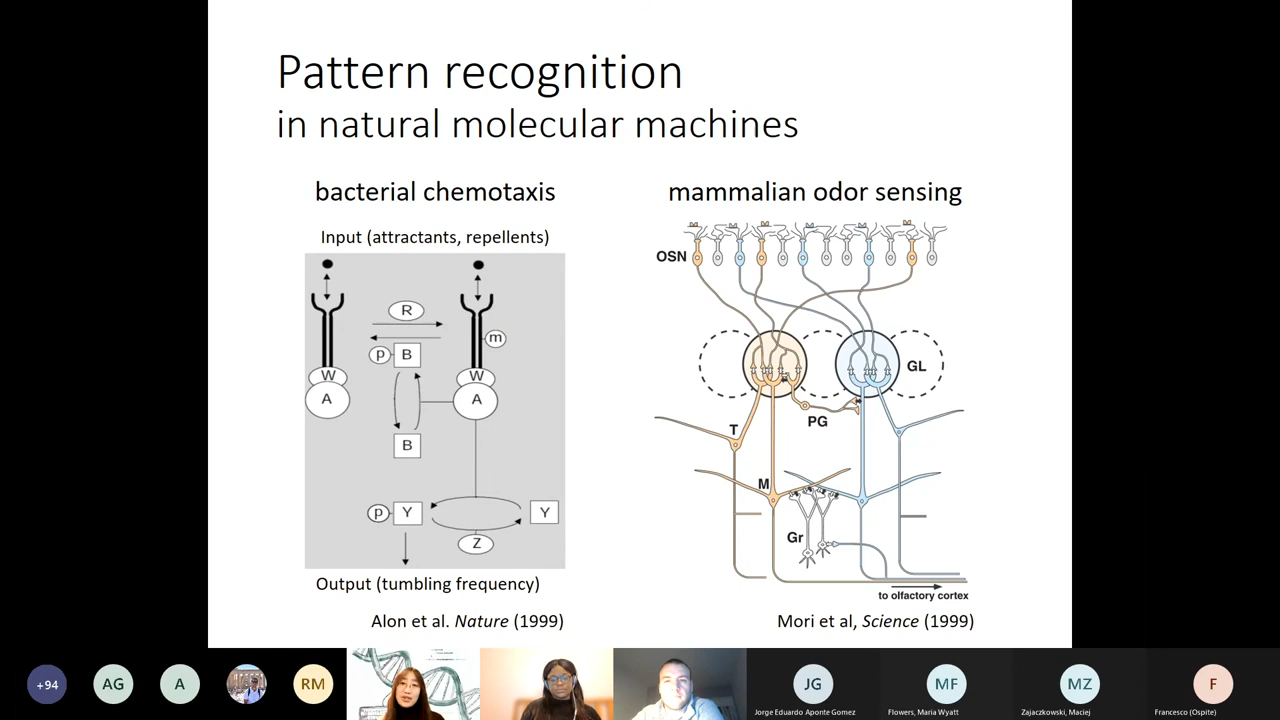 Pattern recognition
in natural molecular machines
bacterial chemotaxis
Input (attractants, repellents)
R
p B
m
W
A
W
A
B
p Y
Y
Z
Output (tumbling frequency)
Alon et al. Nature (1999)
mammalian odor sensing
OSN
GL
PG
T
M
Gr
to olfactory cortex
Mori et al, Science (1999)
+94
AG
A
RM
JG
Jorge Eduardo Aponte Gomez
MF
Flowers, Maria Wyatt
MZ
Zajaczkowski, Maciej
F
Francesco (Ospite)